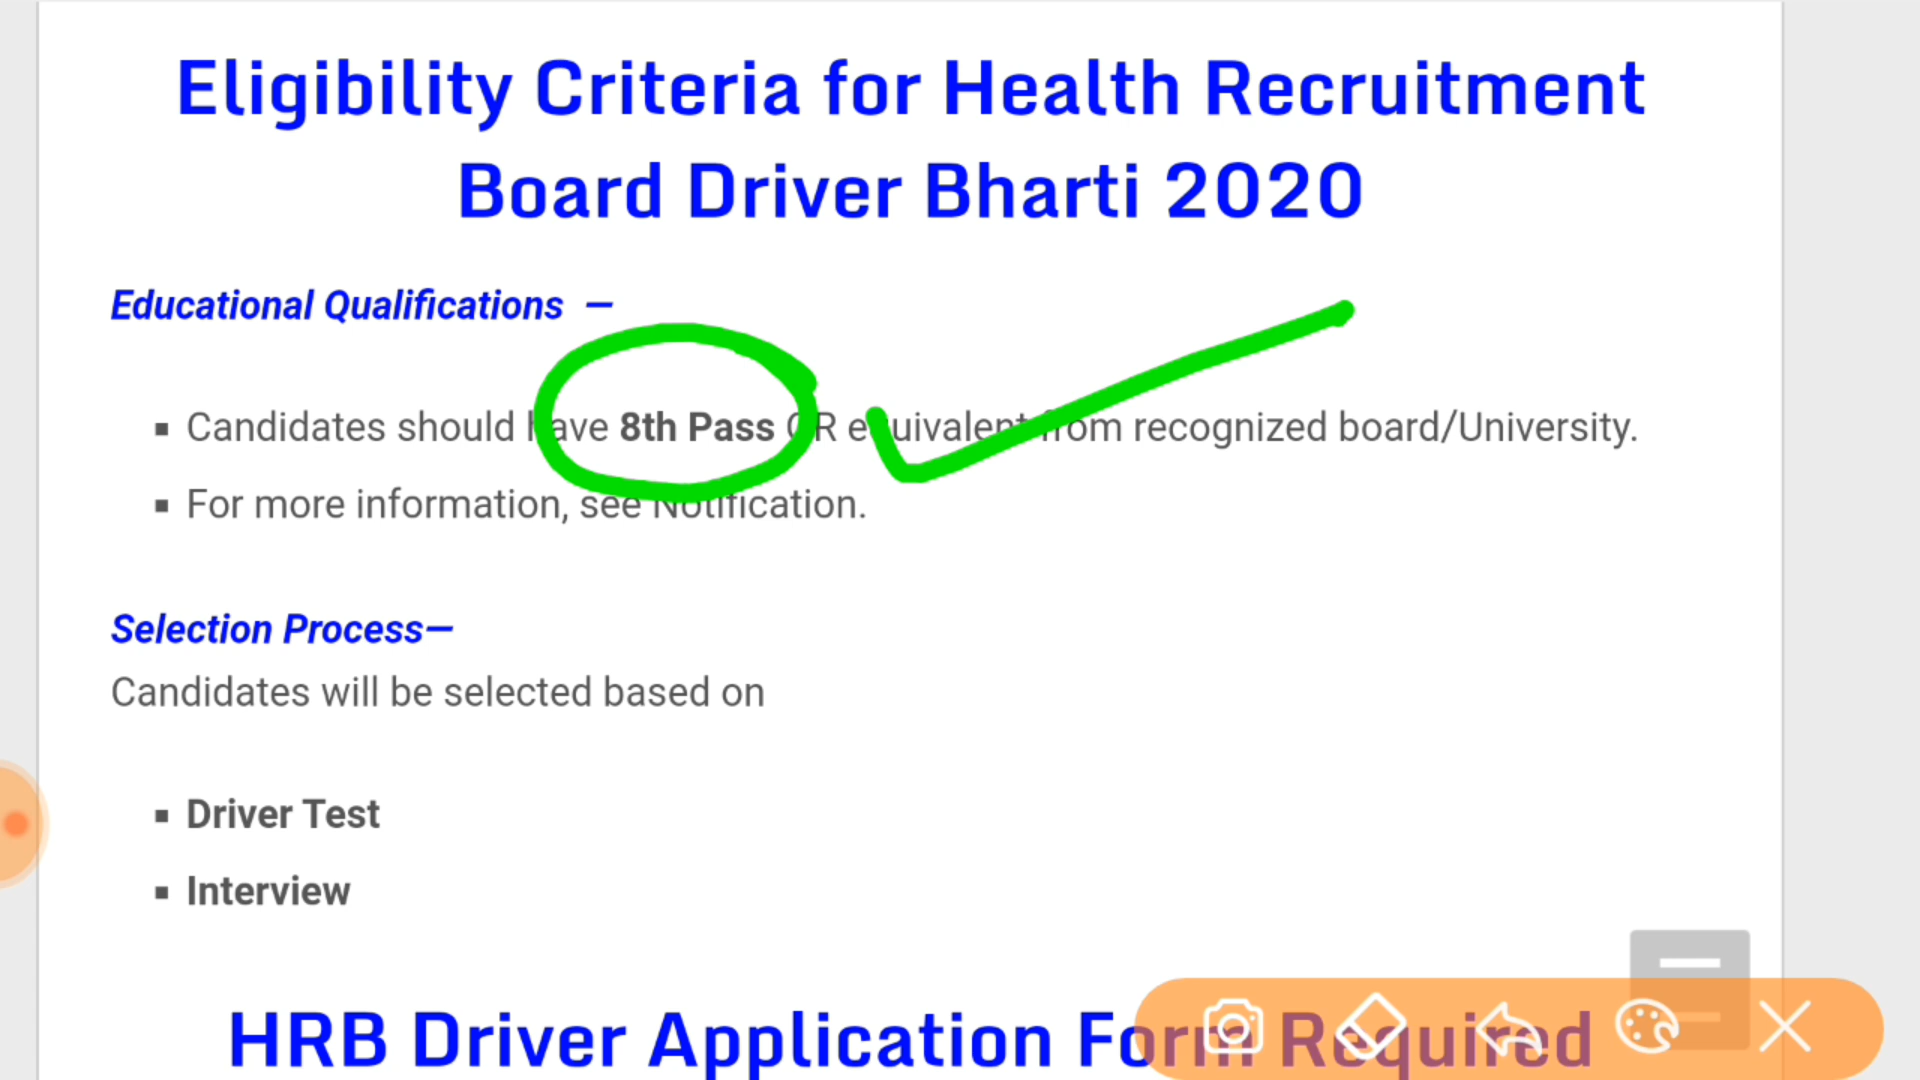 Eligibility Criteria for Health Recruitment
Board Driver Bharti 2020
Educational Qualifications —
▪ Candidates should have 8th Pass OR equivalent from recognized board/University.
▪ For more information, see Notification.
Selection Process—
Candidates will be selected based on
▪ Driver Test
▪ Interview
HRB Driver Application Form Required